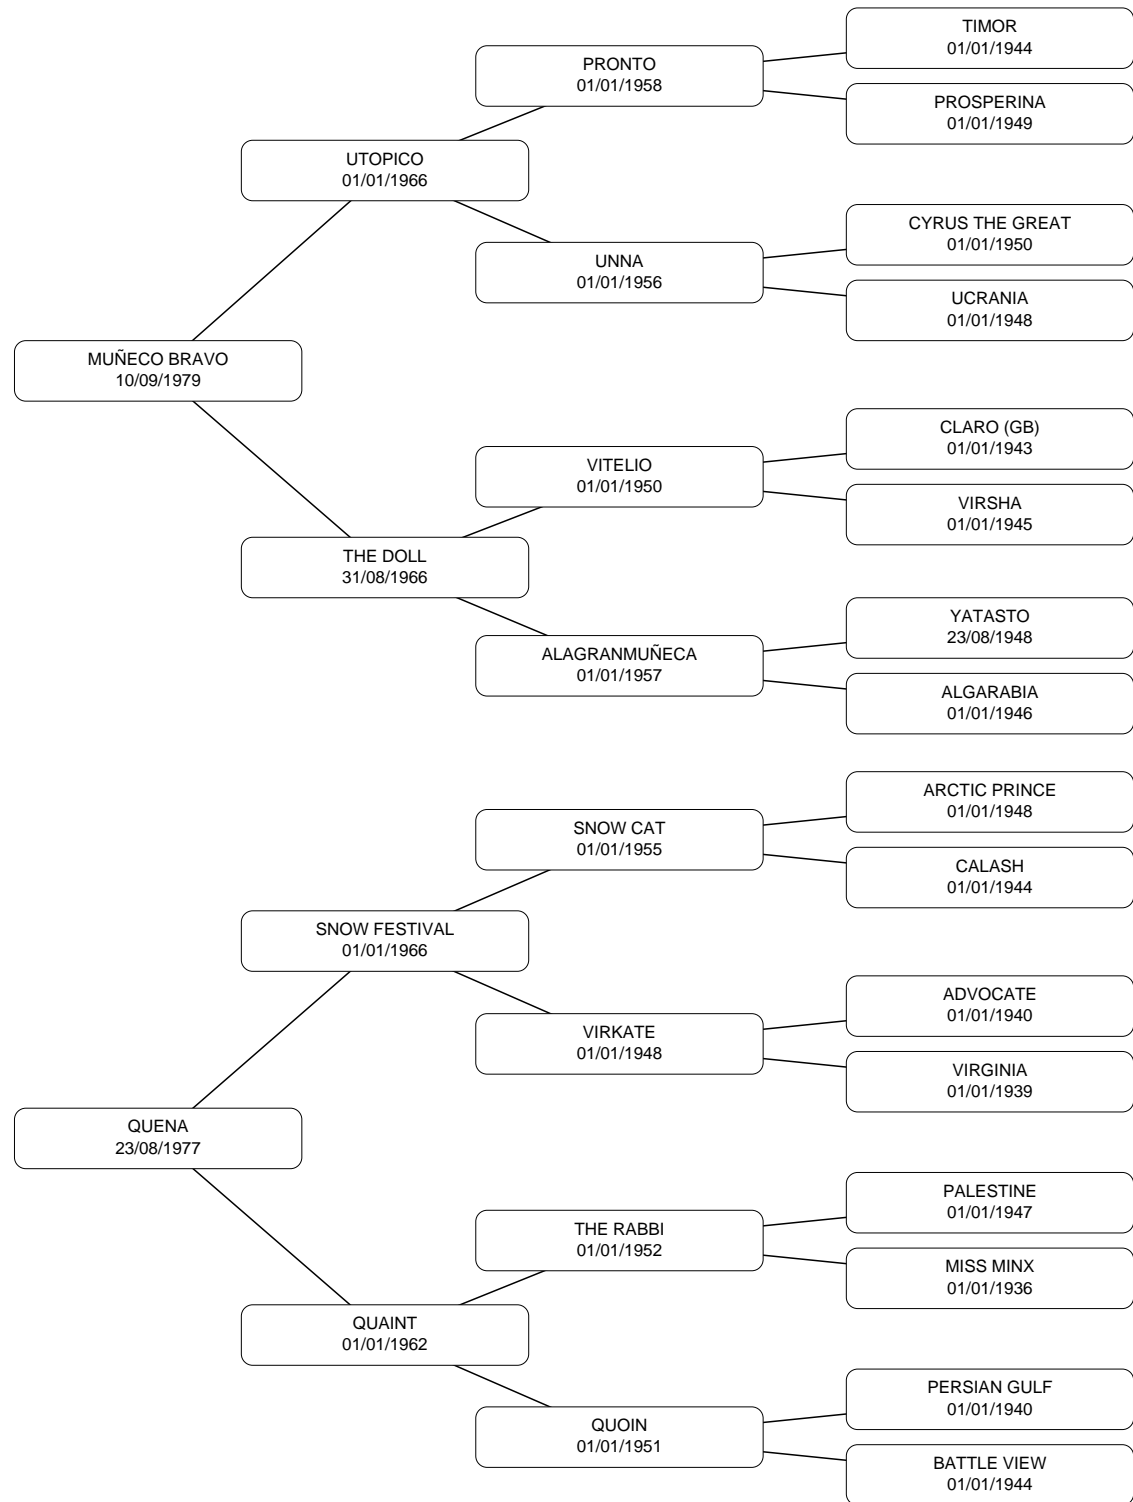 TIMOR
01/01/1944
PRONTO
01/01/1958
PROSPERINA
01/01/1949
UTOPICO
01/01/1966
CYRUS THE GREAT
01/01/1950
UNNA
01/01/1956
UCRANIA
01/01/1948
MUÑECO BRAVO
10/09/1979
CLARO (GB)
01/01/1943
VITELIO
01/01/1950
VIRSHA
01/01/1945
THE DOLL
31/08/1966
YATASTO
23/08/1948
ALAGRANMUÑECA
01/01/1957
ALGARABIA
01/01/1946
ARCTIC PRINCE
01/01/1948
SNOW CAT
01/01/1955
CALASH
01/01/1944
SNOW FESTIVAL
01/01/1966
ADVOCATE
01/01/1940
VIRKATE
01/01/1948
VIRGINIA
01/01/1939
QUENA
23/08/1977
PALESTINE
01/01/1947
THE RABBI
01/01/1952
MISS MINX
01/01/1936
QUAINT
01/01/1962
PERSIAN GULF
01/01/1940
QUOIN
01/01/1951
BATTLE VIEW
01/01/1944